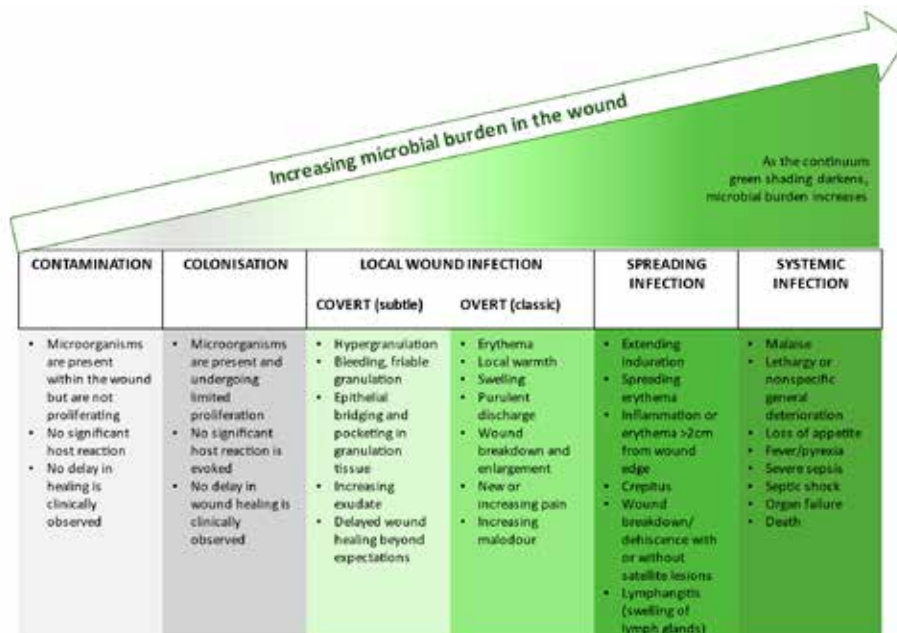 Increasing microbial burden in the wound
As the continuum
green shading darkens,
microbial burden increases
CONTAMINATION
COLONISATION
LOCAL WOUND INFECTION
COVERT (subtle)
OVERT (classic)
SPREADING
INFECTION
SYSTEMIC
INFECTION
• Microorganisms
are present
within the wound
but are not
proliferating
• No significant
host reaction
• No delay in
healing is
clinically
observed
• Microorganisms
are present and
undergoing
limited
proliferation
• No significant
host reaction is
evoked
• No delay in
wound healing is
clinically
observed
• Hypergranulation
• Bleeding, friable
granulation
• Epithelial
bridging and
pocketing in
granulation
tissue
• Increasing
exudate
• Delayed wound
healing beyond
expectations
• Erythema
• Local warmth
• Swelling
• Purulent
discharge
• Wound
breakdown and
enlargement
• New or
increasing pain
• Increasing
malodour
• Extending
induration
• Spreading
erythema
• Inflammation or
erythema >2cm
from wound
edge
• Crepitus
• Wound
breakdown/
dehiscence with
or without
satellite lesions
• Lymphangitis
(swelling of
lymph glands)
• Malaise
• Lethargy or
nonspecific
general
deterioration
• Loss of appetite
• Fever/pyrexia
• Severe sepsis
• Septic shock
• Organ failure
• Death